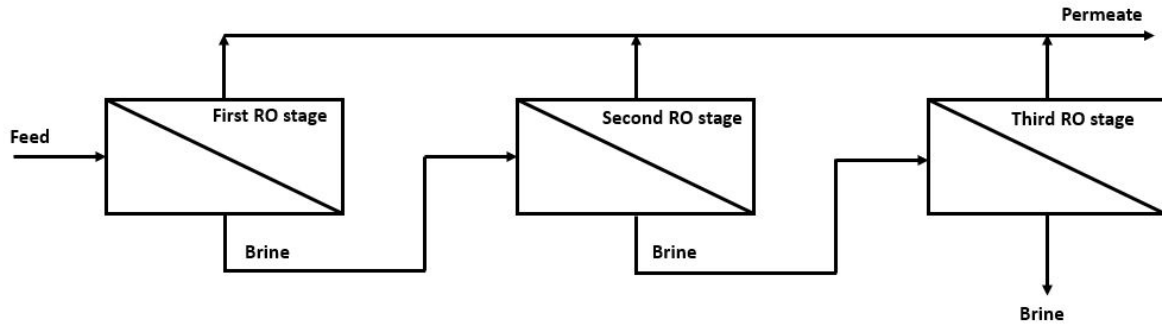 Permeate
First RO stage
Second RO stage
Third RO stage
Feed
Brine
Brine
Brine